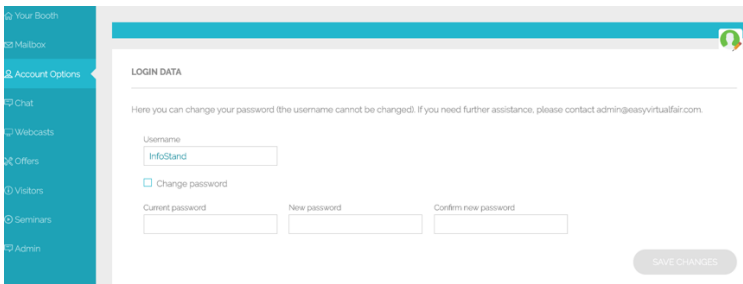 Your Booth
Mailbox
Account Options
Chat
Webcasts
Offers
Visitors
Seminars
Admin
LOGIN DATA
Here you can change your password (the username cannot be changed). If you need further assistance, please contact admin@easyvirtualfair.com.
Username
InfoStand
Change password
Current password New password Confirm new password
SAVE CHANGES